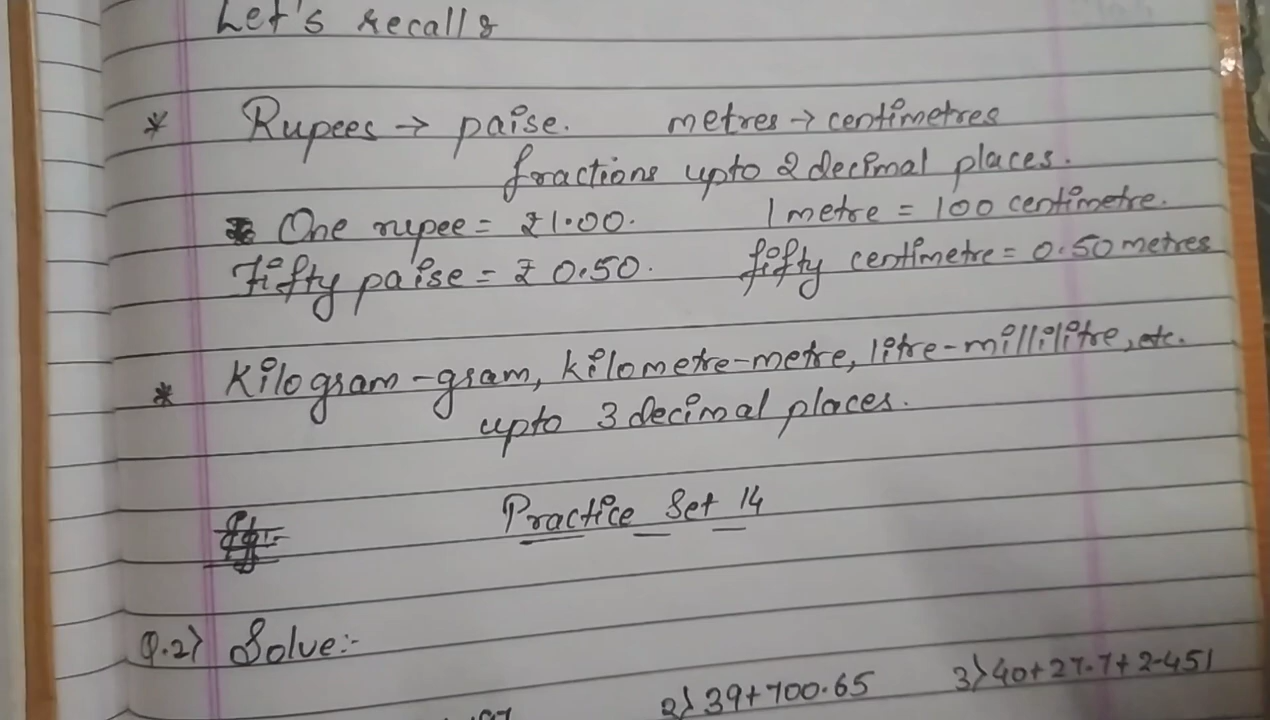 Let's recall :
* Rupees → paise. metres → centimetres
fractions upto 2 decimal places.
One rupee = ₹1.00. 1 metre = 100 centimetre.
Fifty paise = ₹ 0.50. fifty centimetre = 0.50 metres
* Kilogram-gram, kilometre-metre, litre-millilitre, etc.
upto 3 decimal places.
Practice Set 14
Q.2) Solve:-
2) 39+700.65 3) 40+27.7+2.451